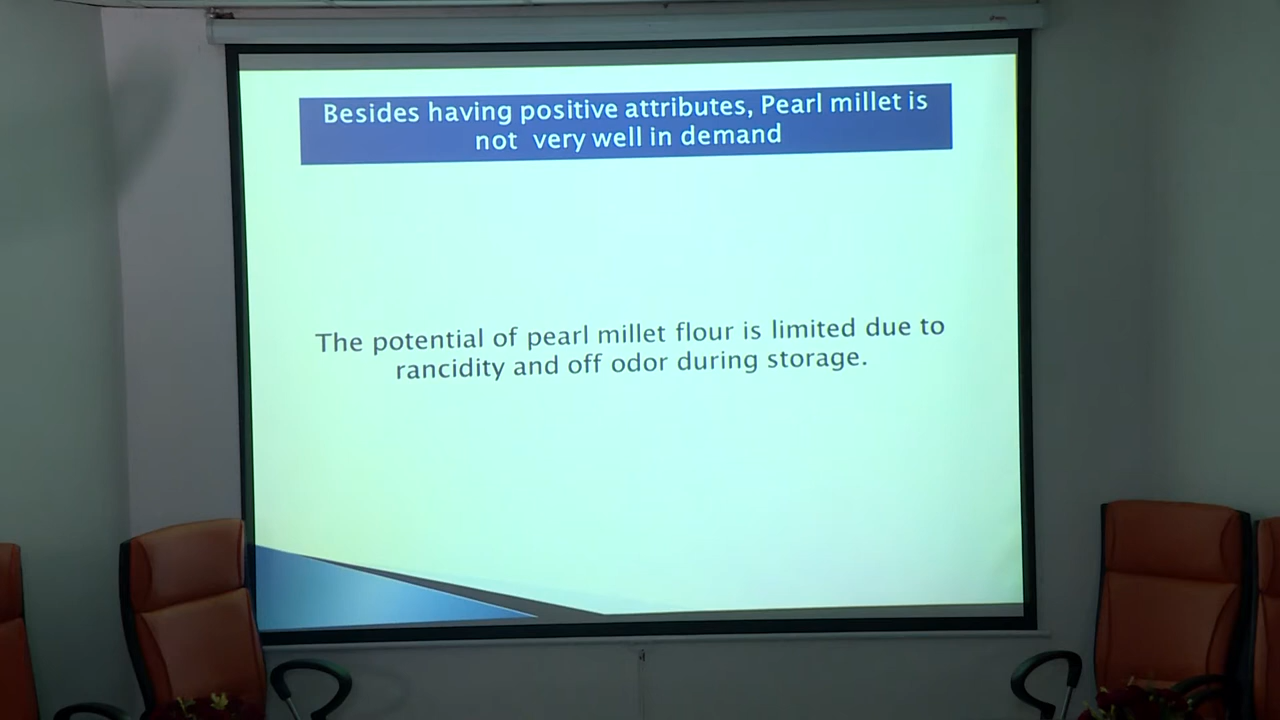 Besides having positive attributes, Pearl millet is
not very well in demand
The potential of pearl millet flour is limited due to
rancidity and off odor during storage.